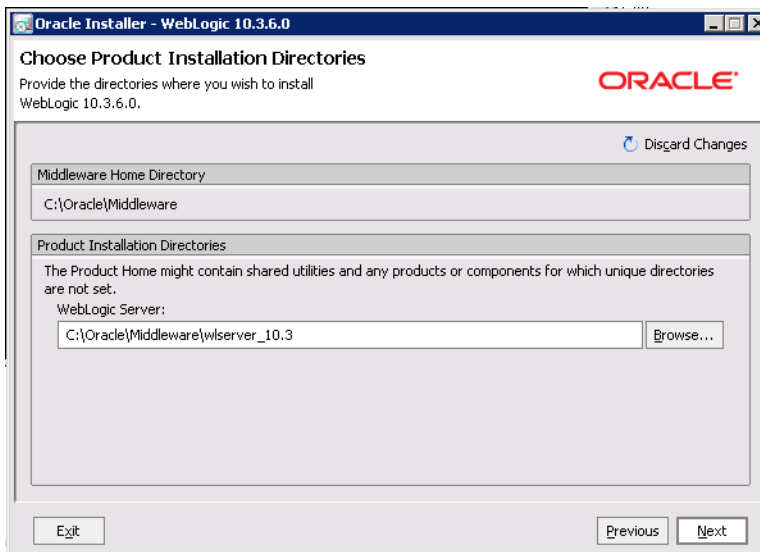 Oracle Installer - WebLogic 10.3.6.0
Choose Product Installation Directories
Provide the directories where you wish to install
WebLogic 10.3.6.0.
ORACLE
Discard Changes
Middleware Home Directory
C:\Oracle\Middleware
Product Installation Directories
The Product Home might contain shared utilities and any products or components for which unique directories
are not set.
WebLogic Server:
C:\Oracle\Middleware\wlserver_10.3
Browse...
Exit
Previous
Next